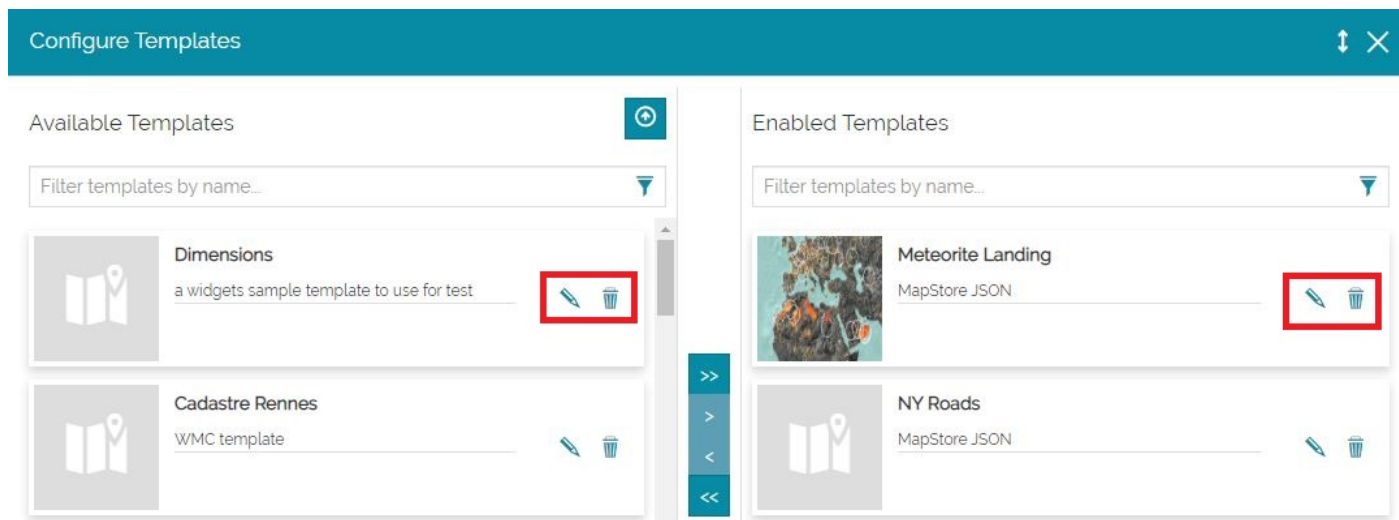 Configure Templates
Available Templates
Filter templates by name...
Dimensions
a widgets sample template to use for test
Cadastre Rennes
WMC template
>>
>
<
<<
Enabled Templates
Filter templates by name...
Meteorite Landing
MapStore JSON
NY Roads
MapStore JSON